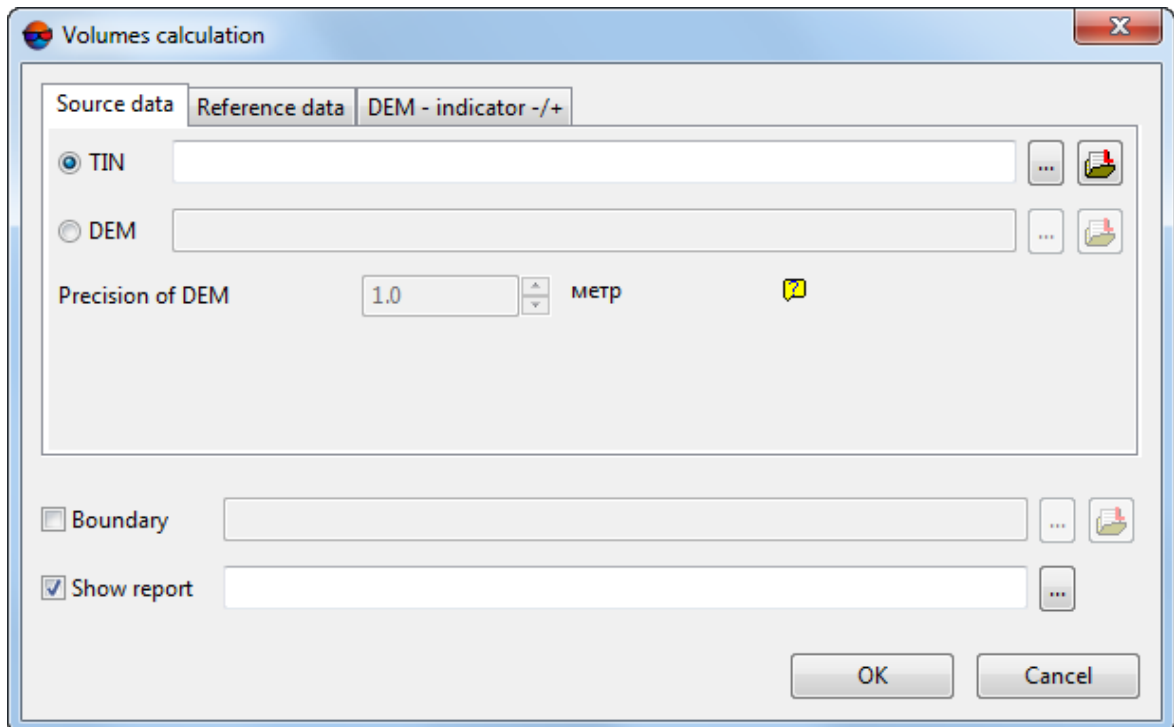 Volumes calculation
Source data Reference data DEM - indicator -/+
TIN ...
DEM ...
Precision of DEM 1.0 метр ?
Boundary ...
Show report ...
OK Cancel